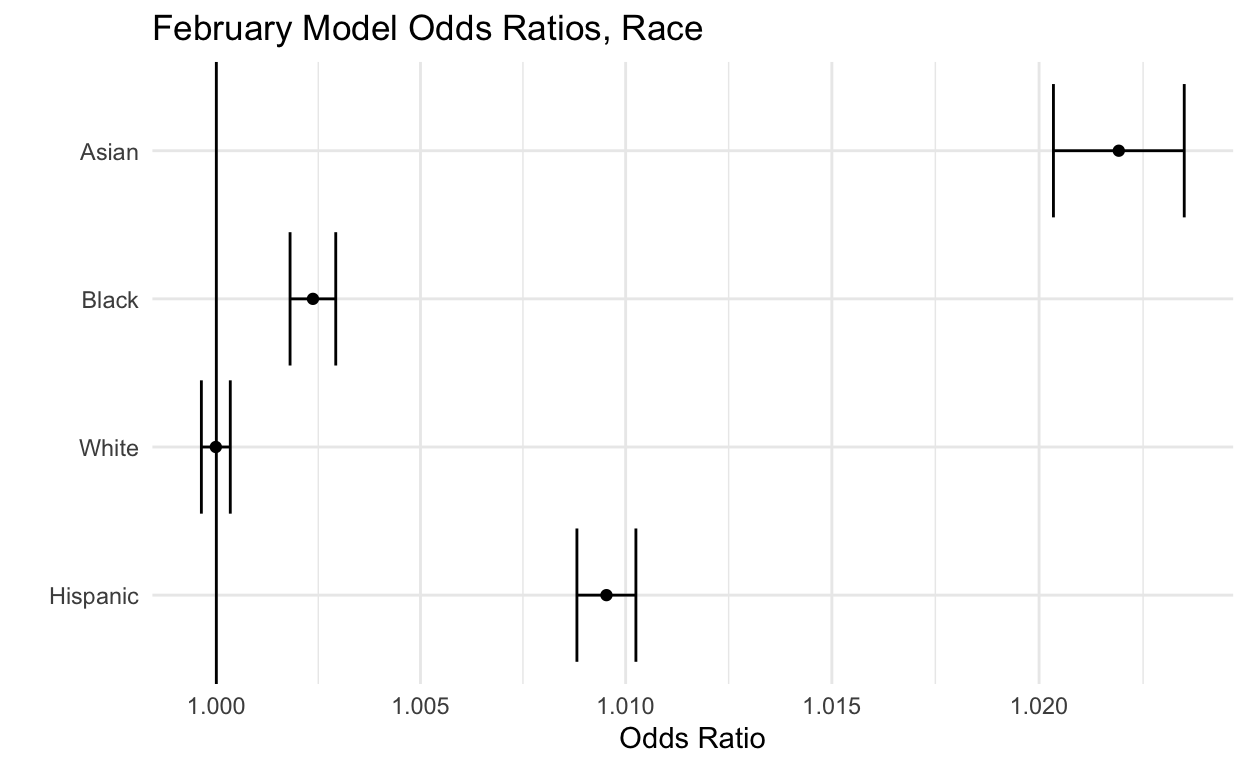 February Model Odds Ratios, Race
Asian
Black
White
Hispanic
1.000 1.005 1.010 1.015 1.020
Odds Ratio